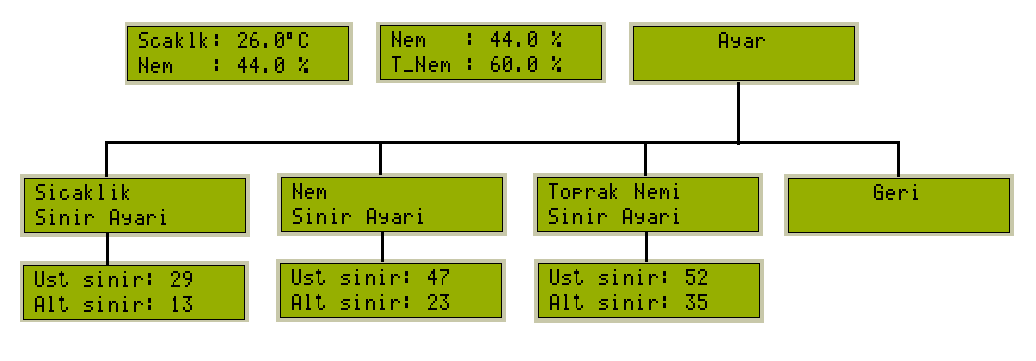 Scaklk: 26.0°C
Nem : 44.0 %
Nem : 44.0 %
T_Nem : 60.0 %
Ayar
Sicaklik
Sinir Ayari
Nem
Sinir Ayari
Toprak Nemi
Sinir Ayari
Geri
Ust sinir: 29
Alt sinir: 13
Ust sinir: 47
Alt sinir: 23
Ust sinir: 52
Alt sinir: 35